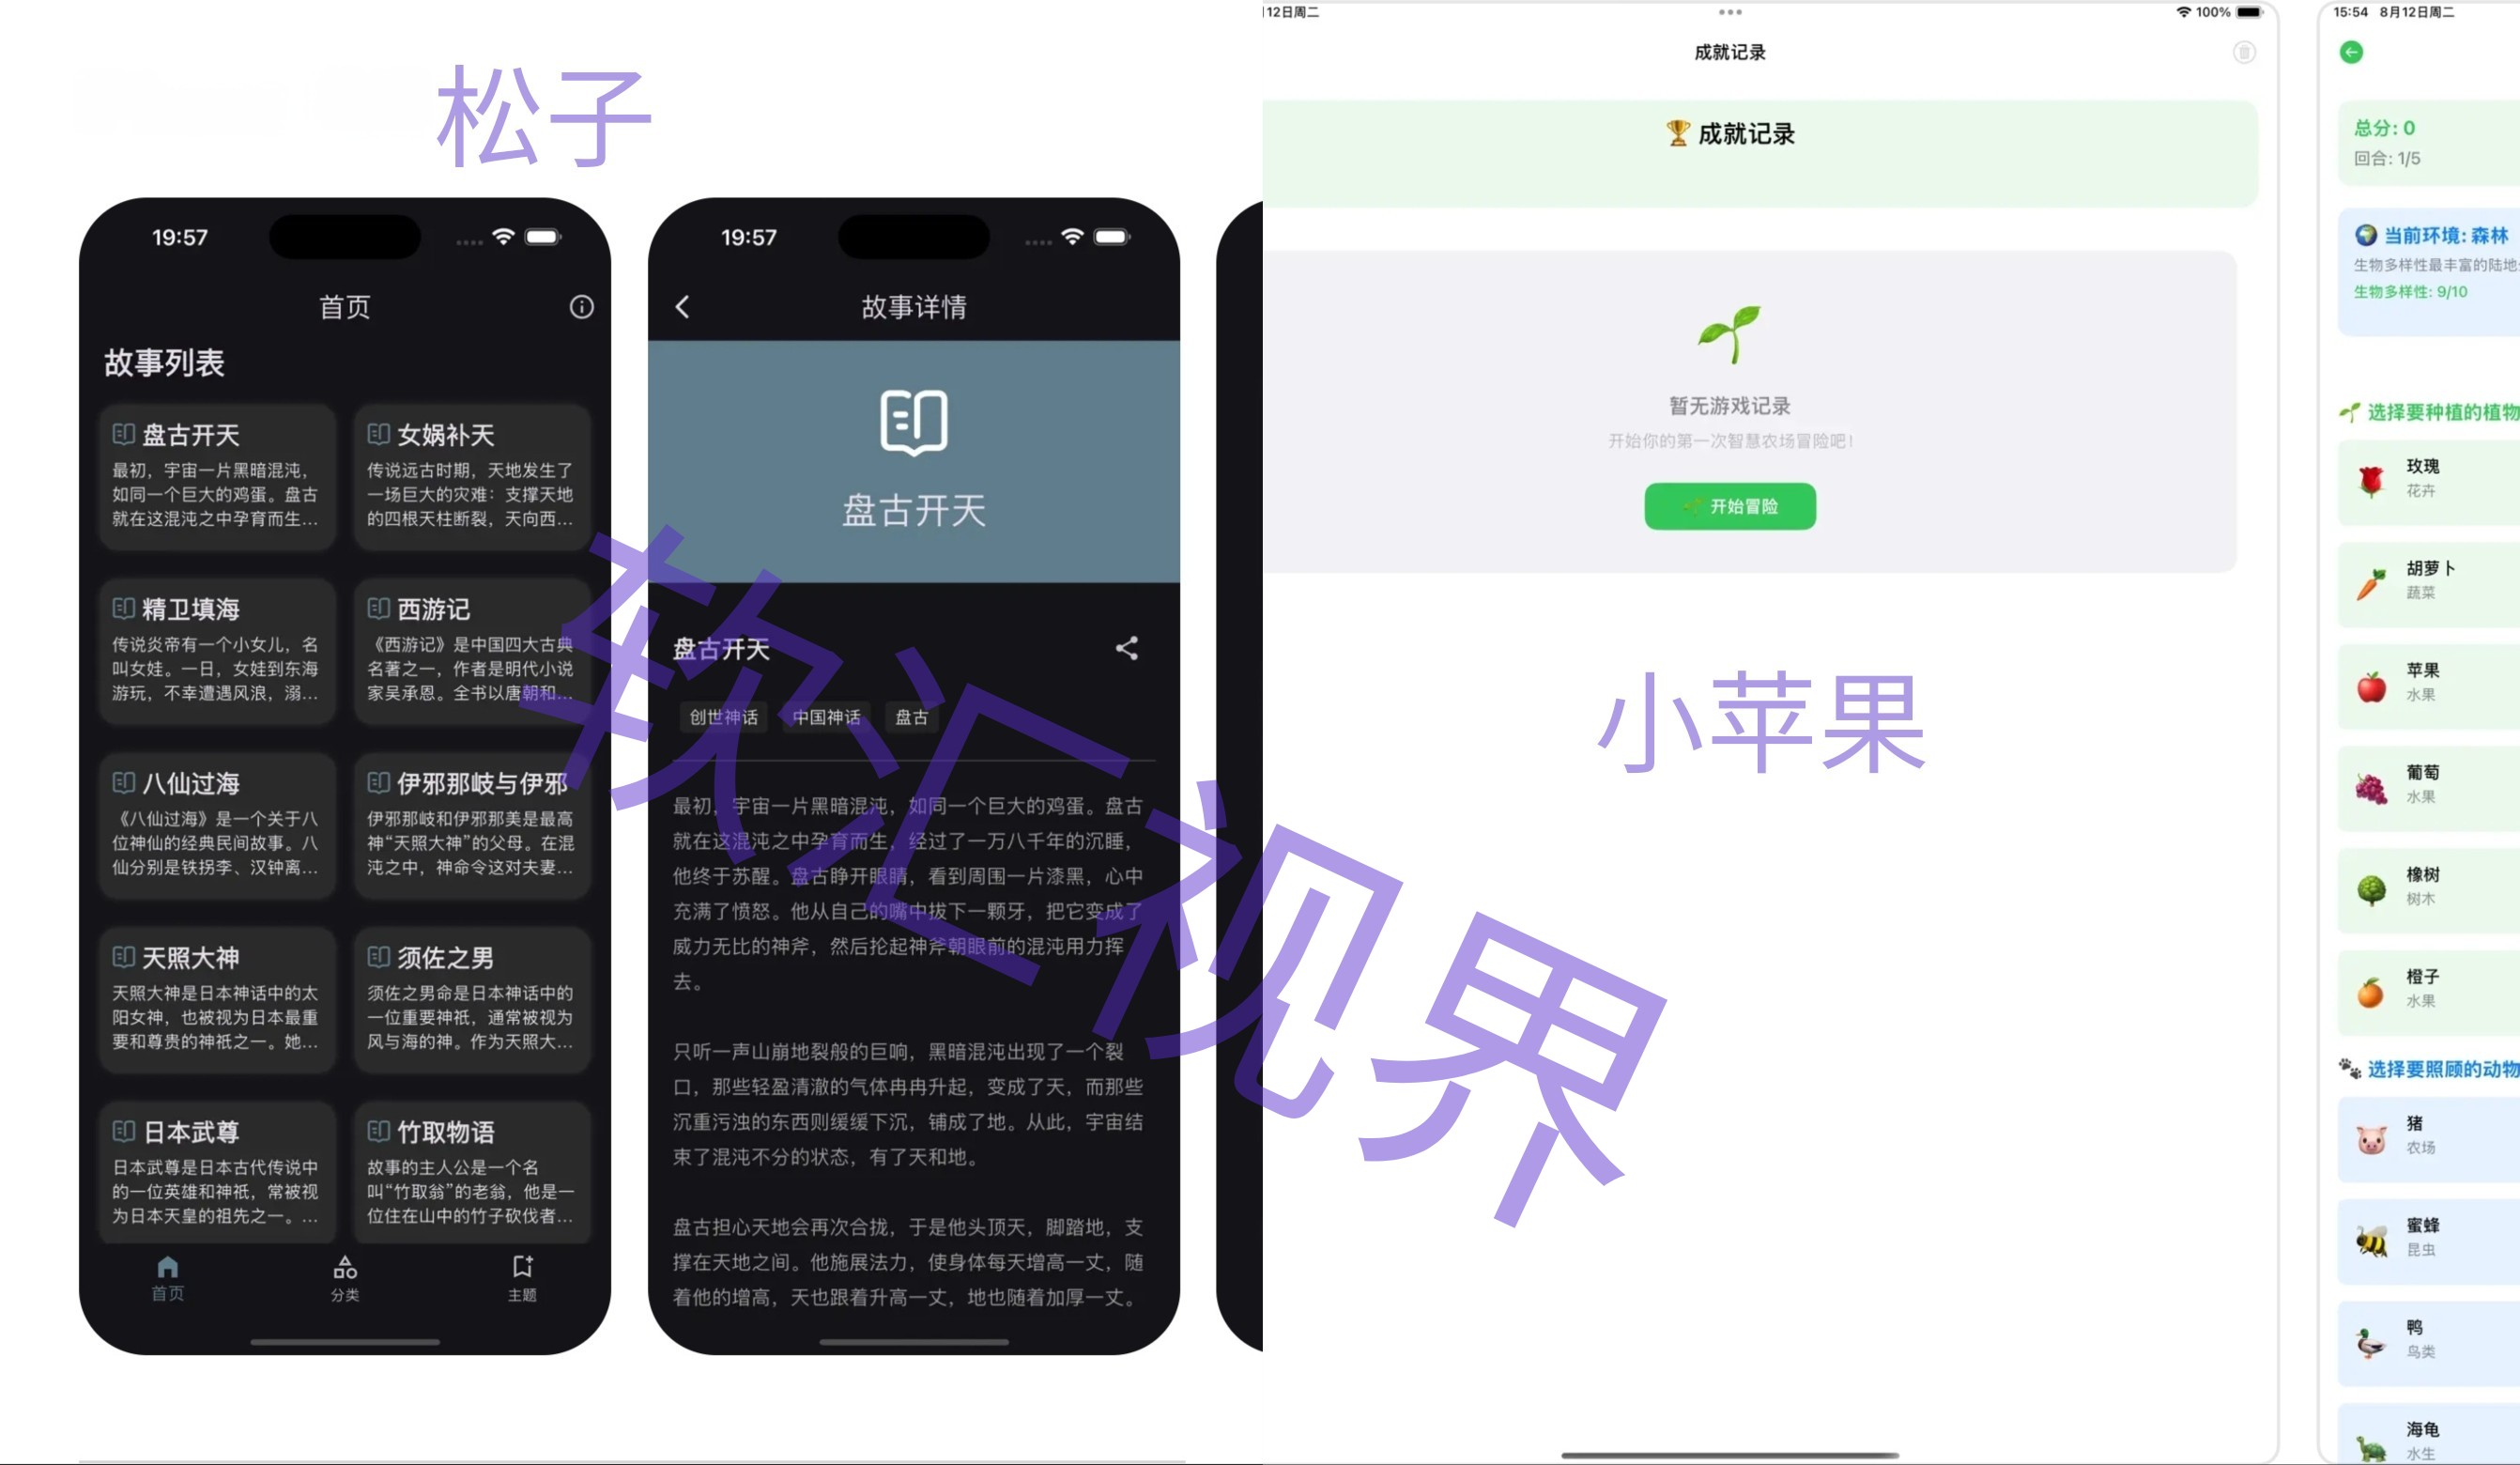 松子
19:57
首页
故事列表
盘古开天
最初，宇宙一片黑暗混沌，
如同一个巨大的鸡蛋。盘古
就在这混沌之中孕育而生...
女娲补天
传说远古时期，天地发生了
一场巨大的灾难：支撑天地
的四根天柱断裂，天向西...
精卫填海
传说炎帝有一个小女儿，名
叫女娃。一日，女娃到东海
游玩，不幸遭遇风浪，溺...
西游记
《西游记》是中国四大古典
名著之一，作者是明代小说
家吴承恩。全书以唐朝和...
八仙过海
《八仙过海》是一个关于八
位神仙的经典民间故事。八
仙分别是铁拐李、汉钟离...
伊邪那岐与伊邪
伊邪那岐和伊邪那美是最高
神“天照大神”的父母。在混
沌之中，神命令这对夫妻...
天照大神
天照大神是日本神话中的太
阳女神，也被视为日本最重
要和尊贵的神祇之一。她...
须佐之男
须佐之男命是日本神话中的
一位重要神祇，通常被视为
风与海的神。作为天照大...
日本武尊
日本武尊是日本古代传说中
的一位英雄和神祇，常被视
为日本天皇的祖先之一。...
竹取物语
故事的主人公是一个名
叫“竹取翁”的老翁，他是一
位住在山中的竹子砍伐者...
首页
分类
主题
19:57
故事详情
盘古开天
盘古开天
创世神话 中国神话 盘古
最初，宇宙一片黑暗混沌，如同一个巨大的鸡蛋。盘古
就在这混沌之中孕育而生，经过了一万八千年的沉睡，
他终于苏醒。盘古睁开眼睛，看到周围一片漆黑，心中
充满了愤怒。他从自己的嘴中拔下一颗牙，把它变成了
威力无比的神斧，然后抡起神斧朝眼前的混沌用力挥
去。
只听一声山崩地裂般的巨响，黑暗混沌出现了一个裂
口，那些轻盈清澈的气体冉冉升起，变成了天，而那些
沉重污浊的东西则缓缓下沉，铺成了地。从此，宇宙结
束了混沌不分的状态，有了天和地。
盘古担心天地会再次合拢，于是他头顶天，脚踏地，支
撑在天地之间。他施展法力，使身体每天增高一丈，随
着他的增高，天也跟着升高一丈，地也随着加厚一丈。
软汇视界
12日周二
100%
成就记录
🏆 成就记录
暂无游戏记录
开始你的第一次智慧农场冒险吧！
开始冒险
小苹果
15:54 8月12日周二
总分: 0
回合: 1/5
当前环境: 森林
生物多样性最丰富的陆地
生物多样性: 9/10
选择要种植的植物
玫瑰
花卉
胡萝卜
蔬菜
苹果
水果
葡萄
水果
橡树
树木
橙子
水果
选择要照顾的动物
猪
农场
蜜蜂
昆虫
鸭
鸟类
海龟
水生